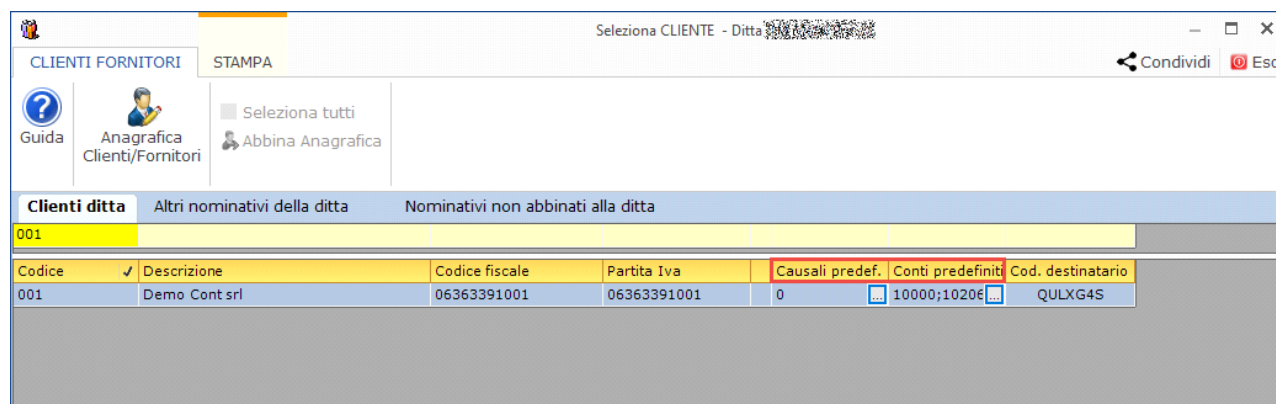 Seleziona CLIENTE - Ditta
CLIENTI FORNITORI STAMPA Condividi Esc
Guida Anagrafica Clienti/Fornitori
Seleziona tutti
Abbina Anagrafica
Clienti ditta Altri nominativi della ditta Nominativi non abbinati alla ditta
001
Codice Descrizione Codice fiscale Partita Iva Causali predef. Conti predefiniti Cod. destinatario
001 Demo Cont srl 06363391001 06363391001 0 ... 10000;10206 ... QULXG4S